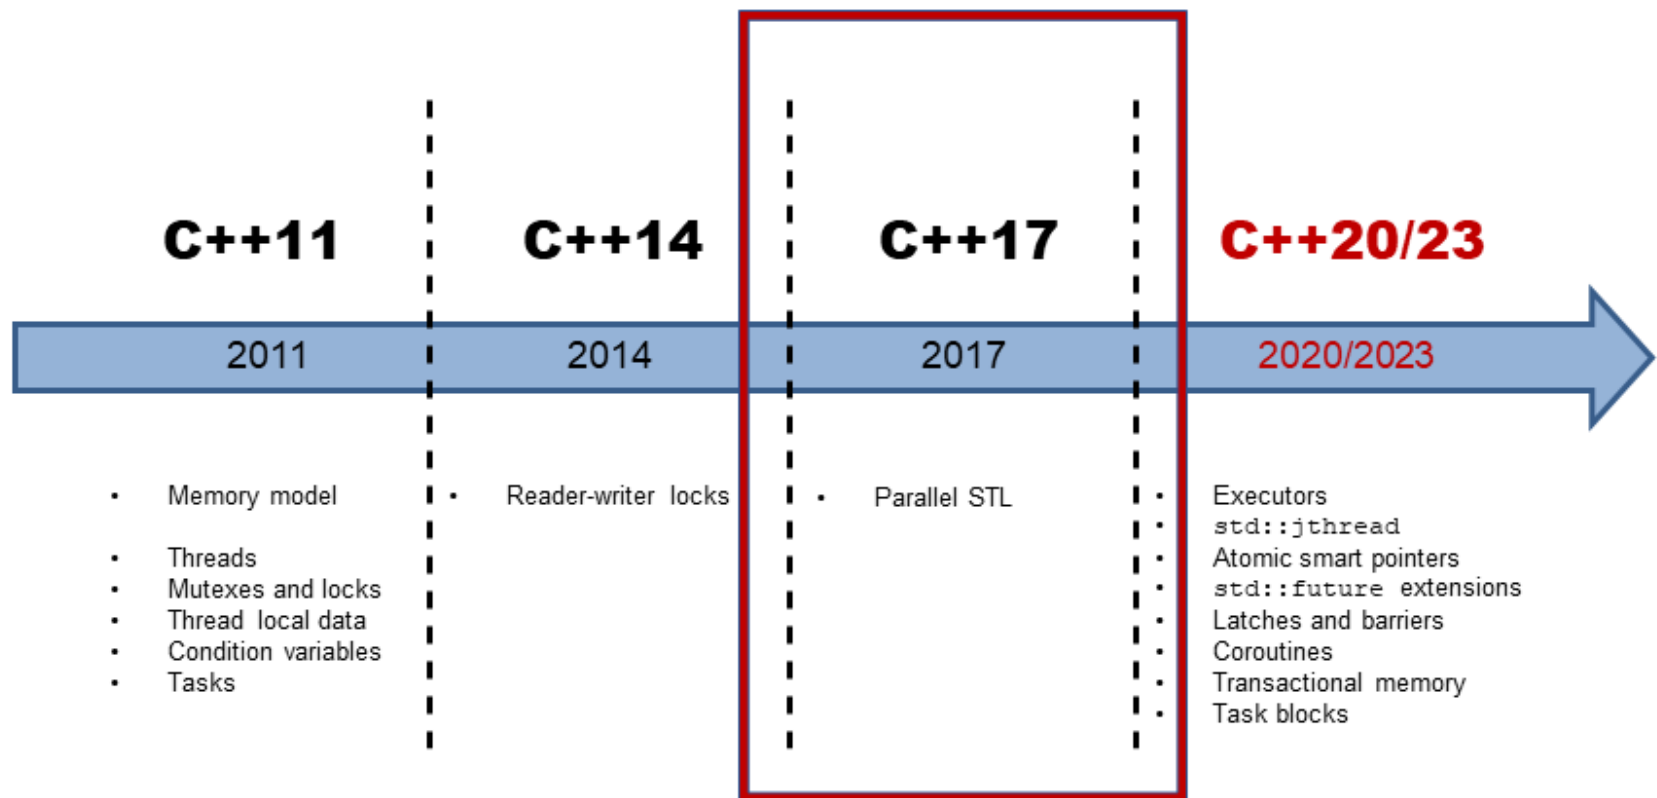 C++11
C++14
C++17
C++20/23
2011
2014
2017
2020/2023
• Memory model
• Threads
• Mutexes and locks
• Thread local data
• Condition variables
• Tasks
• Reader-writer locks
• Parallel STL
• Executors
• std::jthread
• Atomic smart pointers
• std::future extensions
• Latches and barriers
• Coroutines
• Transactional memory
• Task blocks